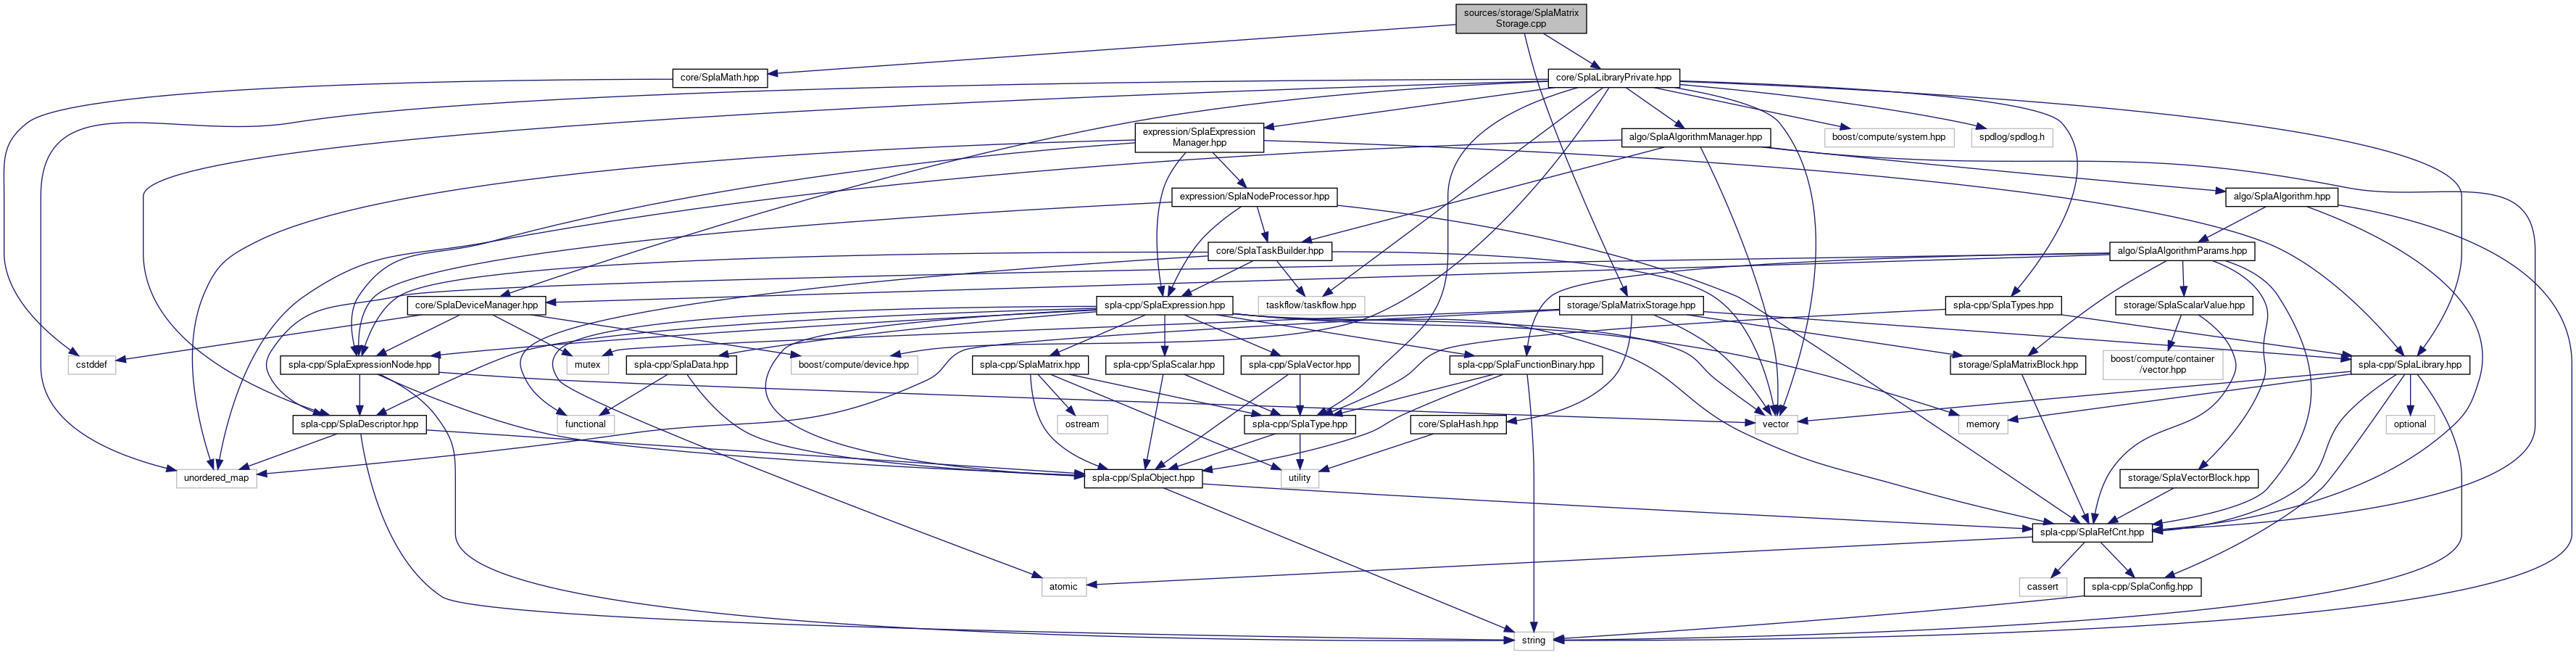 sources/storage/SplaMatrix
Storage.cpp
core/SplaMath.hpp
core/SplaLibraryPrivate.hpp
expression/SplaExpression
Manager.hpp
algo/SplaAlgorithmManager.hpp
boost/compute/system.hpp
spdlog/spdlog.h
expression/SplaNodeProcessor.hpp
algo/SplaAlgorithm.hpp
core/SplaTaskBuilder.hpp
algo/SplaAlgorithmParams.hpp
core/SplaDeviceManager.hpp
spla-cpp/SplaExpression.hpp
taskflow/taskflow.hpp
storage/SplaMatrixStorage.hpp
spla-cpp/SplaTypes.hpp
storage/SplaScalarValue.hpp
cstddef
spla-cpp/SplaExpressionNode.hpp
mutex
spla-cpp/SplaData.hpp
boost/compute/device.hpp
spla-cpp/SplaMatrix.hpp
spla-cpp/SplaScalar.hpp
spla-cpp/SplaVector.hpp
spla-cpp/SplaFunctionBinary.hpp
storage/SplaMatrixBlock.hpp
boost/compute/container
/vector.hpp
spla-cpp/SplaLibrary.hpp
spla-cpp/SplaDescriptor.hpp
functional
ostream
spla-cpp/SplaType.hpp
core/SplaHash.hpp
vector
memory
optional
unordered_map
spla-cpp/SplaObject.hpp
utility
storage/SplaVectorBlock.hpp
spla-cpp/SplaRefCnt.hpp
atomic
cassert
spla-cpp/SplaConfig.hpp
string